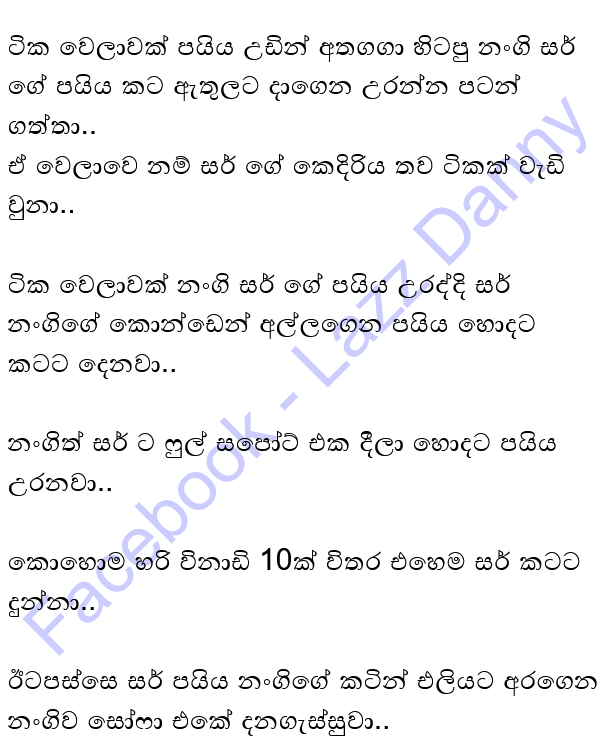 ටික වෙලාවක් පයිය උඩින් අතගගා හිටපු නංගි සර්
ගේ පයිය කට ඇතුලට දාගෙන උරන්න පටන්
ගත්තා..
ඒ වෙලාවෙ නම් සර් ගේ කෙදිරිය තව ටිකක් වැඩි
වුනා..
ටික වෙලාවක් නංගි සර් ගේ පයිය උරද්දි සර්
නංගිගේ කොන්ඩෙන් අල්ලගෙන පයිය හොදට
කටට දෙනවා..
නංගිත් සර් ට ෆුල් සපෝට් එක දීලා හොදට පයිය
උරනවා..
කොහොම හරි විනාඩි 10ක් විතර එහෙම සර් කටට
දුන්නා..
ඊටපස්සෙ සර් පයිය නංගිගේ කටින් එලියට අරගෙන
නංගිව සෝෆා එකේ දනගැස්සුවා..
Facebook - Lazz Danny